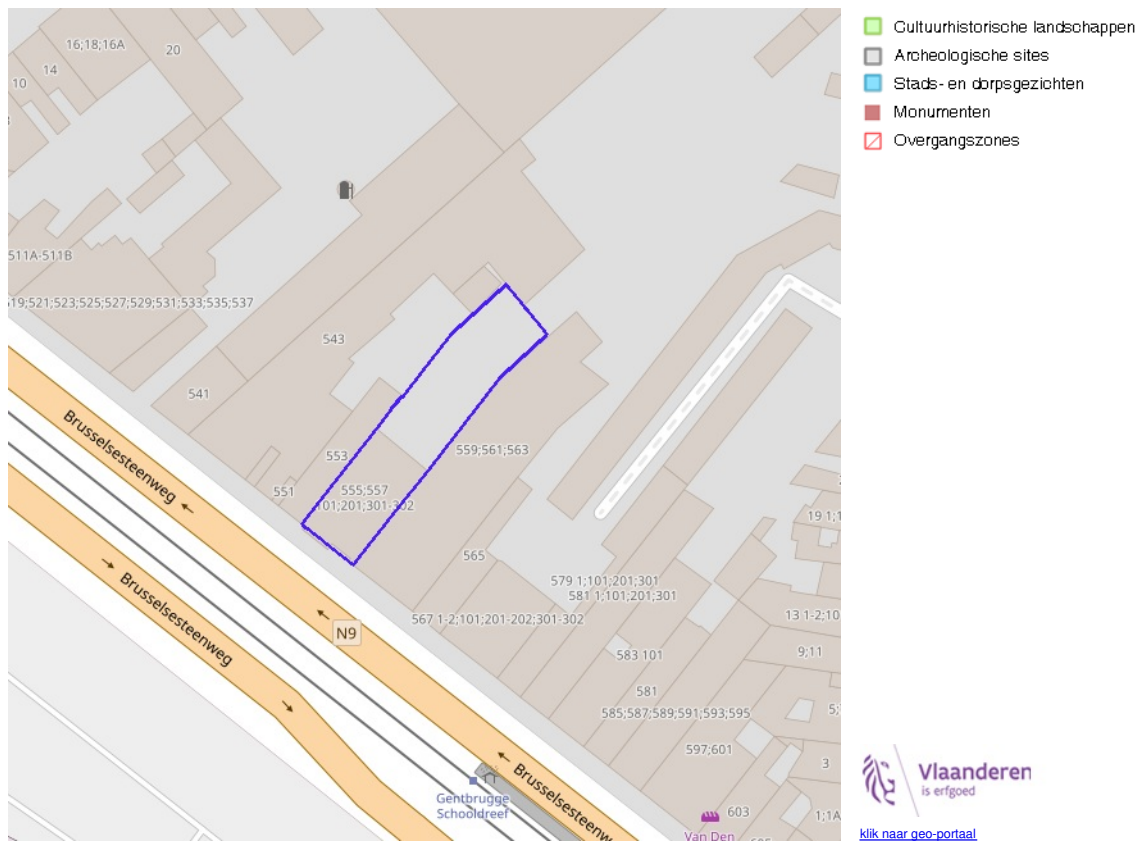 16;18;16A
20
14
10
511A-511B
519;521;523;525;527;529;531;533;535;537
543
541
553
559;561;563
551
555;557
101;201;301-302
565
19 1;1
579 1;101;201;301
581 1;101;201;301
567 1-2;101;201-202;301-302
13 1-2;10
583 101
9;11
581
585;587;589;591;593;595
5;
597;601
3
603
1;1A
605
Brusselsesteenweg
Brusselsesteenweg
N9
Brusselsesteenw
Gentbrugge
Schooldreef
Van Den
Cultuurhistorische landschappen
Archeologische sites
Stads- en dorpsgezichten
Monumenten
Overgangszones
Vlaanderen
is erfgoed
klik naar geo-portaal